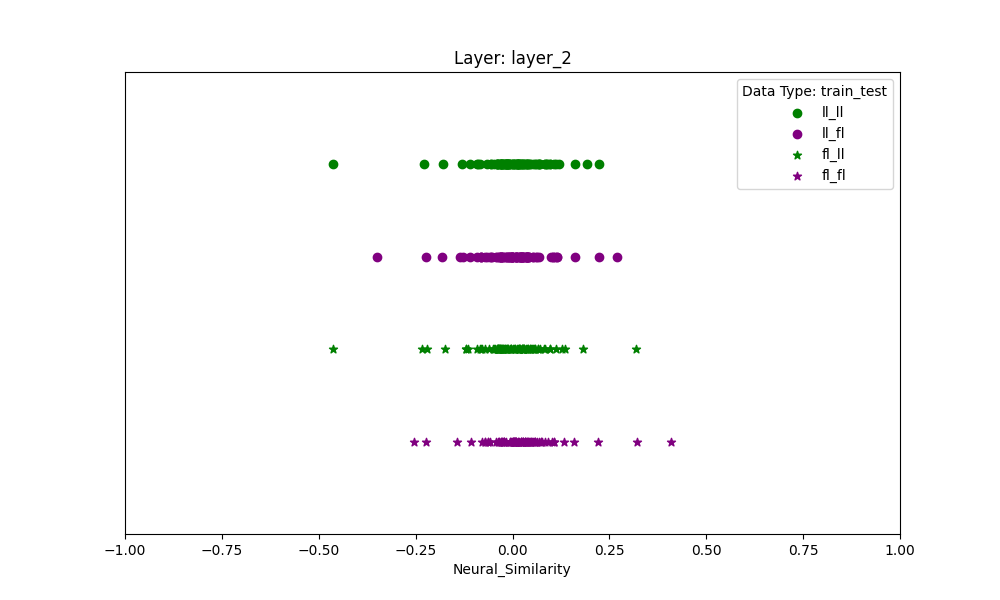 Layer: layer_2
Data Type: train_test
ll_ll
ll_fl
fl_ll
fl_fl
−1.00 −0.75 −0.50 −0.25 0.00 0.25 0.50 0.75 1.00
Neural_Similarity